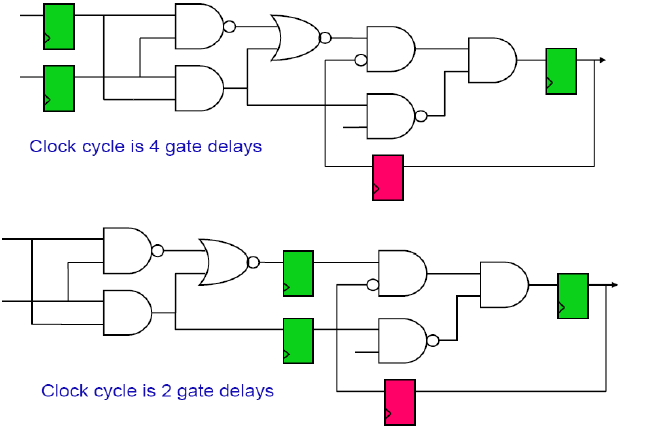 Clock cycle is 4 gate delays
Clock cycle is 2 gate delays